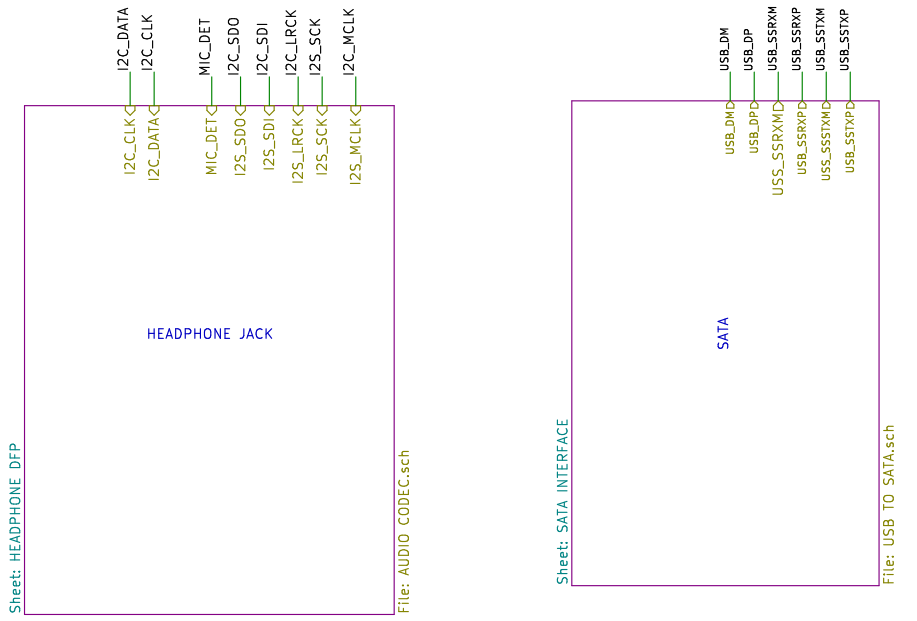 I2C_DATA
I2C_CLK
MIC_DET
I2C_SDO
I2C_SDI
I2C_LRCK
I2S_SCK
I2C_MCLK
I2C_CLK
I2C_DATA
MIC_DET
I2S_SDO
I2S_SDI
I2S_LRCK
I2S_SCK
I2S_MCLK
HEADPHONE JACK
Sheet: HEADPHONE DFP
File: AUDIO CODEC.sch
USB_DM
USB_DP
USB_SSRXM
USB_SSRXP
USB_SSTXM
USB_SSTXP
USB_DM
USB_DP
USS_SSRXM
USB_SSRXP
USS_SSSTXM
USB_SSTXP
SATA
Sheet: SATA INTERFACE
File: USB TO SATA.sch